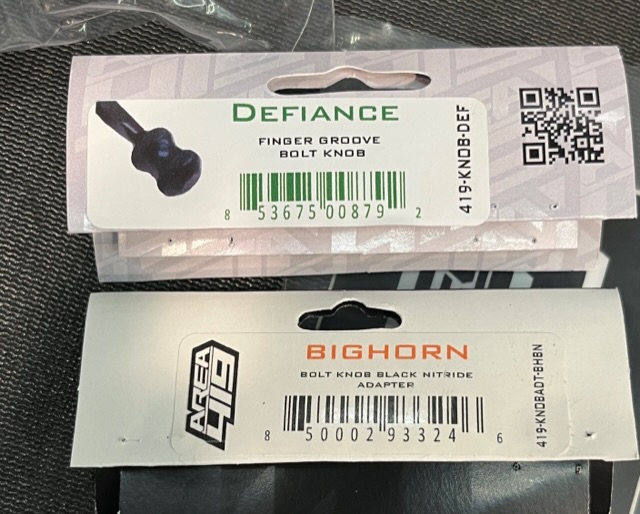 DEFIANCE
FINGER GROOVE
BOLT KNOB
8 53675 00879 2
419-KNOB-DEF
BIGHORN
BOLT KNOB BLACK NITRIDE
ADAPTER
AREA
419
8 50002 93324 6
419-KNOBADT-BHBN